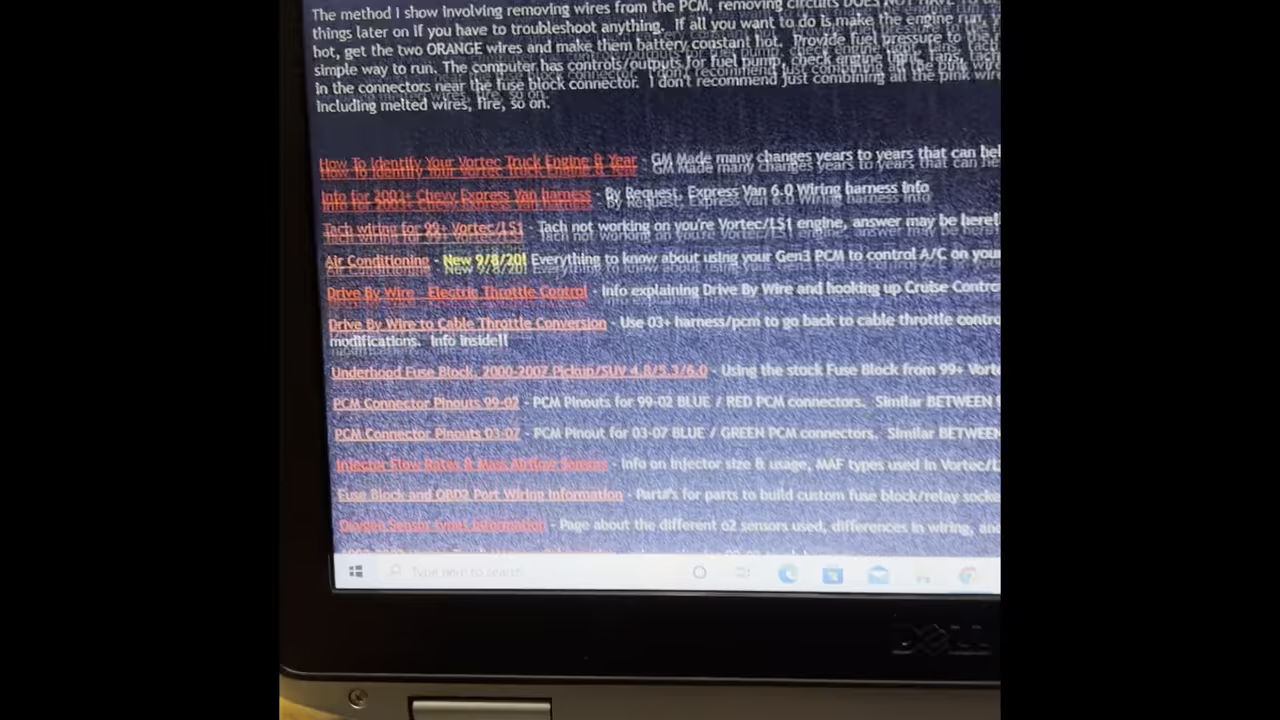 The method I show involving removing wires from the PCM, removing circuits DOES NOT HAVE TO
things later on if you have to troubleshoot anything. If all you want to do is make the engine run,
hot, get the two ORANGE wires and make them battery constant hot. Provide fuel pressure to the
simple way to run. The computer has controls/outputs for fuel pump, check engine light, fans,
in the connectors near the fuse block connector. I don't recommend just combining all the pink
including melted wires, fire, so on.
How To Identify Your Vortec Truck Engine & Year - GM Made many changes years to years that can
Info for 2003+ Chevy Express Van harness - By Request, Express Van 6.0 Wiring harness info
Tach wiring for 99+ Vortec/LS1 - Tach not working on you're Vortec/LS1 engine, answer may be here!
Air Conditioning - New 9/8/20! Everything to know about using your Gen3 PCM to control A/C on your
Drive By Wire - Electric Throttle Control - Info explaining Drive By Wire and hooking up Cruise
Drive By Wire to Cable Throttle Conversion - Use 03+ harness/pcm to go back to cable throttle
modifications. Info inside!!
Underhood Fuse Block, 2000-2007 Pickup/SUV 4.8/5.3/6.0 - Using the stock Fuse Block from 99+
PCM Connector Pinouts 99-02 - PCM Pinouts for 99-02 BLUE / RED PCM connectors. Similar BETWEEN
PCM Connector Pinouts 03-07 - PCM Pinout for 03-07 BLUE / GREEN PCM connectors. Similar BETWEEN
Injector Flow Rates & Mass Airflow Sensors - Info on injector size & usage, MAF types used in
Fuse Block and OBD2 Port Wiring Information - Part#'s for parts to build custom fuse block/relay
Oxygen Sensor types information - Page about the different o2 sensors used, differences in wiring,
Type here to search
DELL